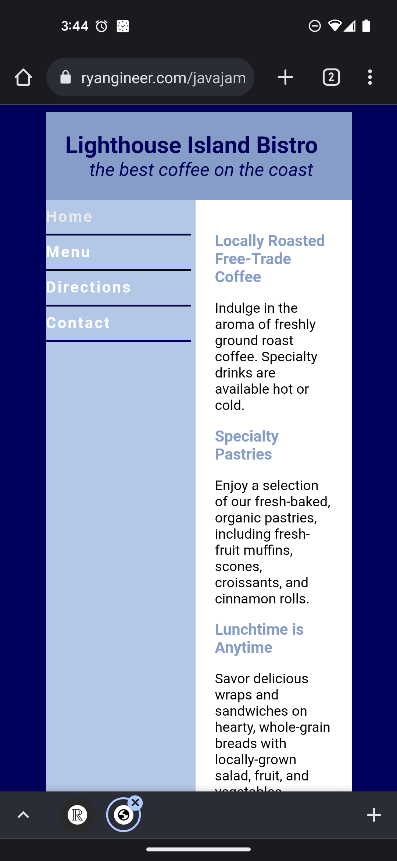 3:44
ryangineer.com/javajam
2
Lighthouse Island Bistro
the best coffee on the coast
Home
Menu
Directions
Contact
Locally Roasted
Free-Trade
Coffee
Indulge in the
aroma of freshly
ground roast
coffee. Specialty
drinks are
available hot or
cold.
Specialty
Pastries
Enjoy a selection
of our fresh-baked,
organic pastries,
including fresh-
fruit muffins,
scones,
croissants, and
cinnamon rolls.
Lunchtime is
Anytime
Savor delicious
wraps and
sandwiches on
hearty, whole-grain
breads with
locally-grown
salad, fruit, and
vegetables
ℝ